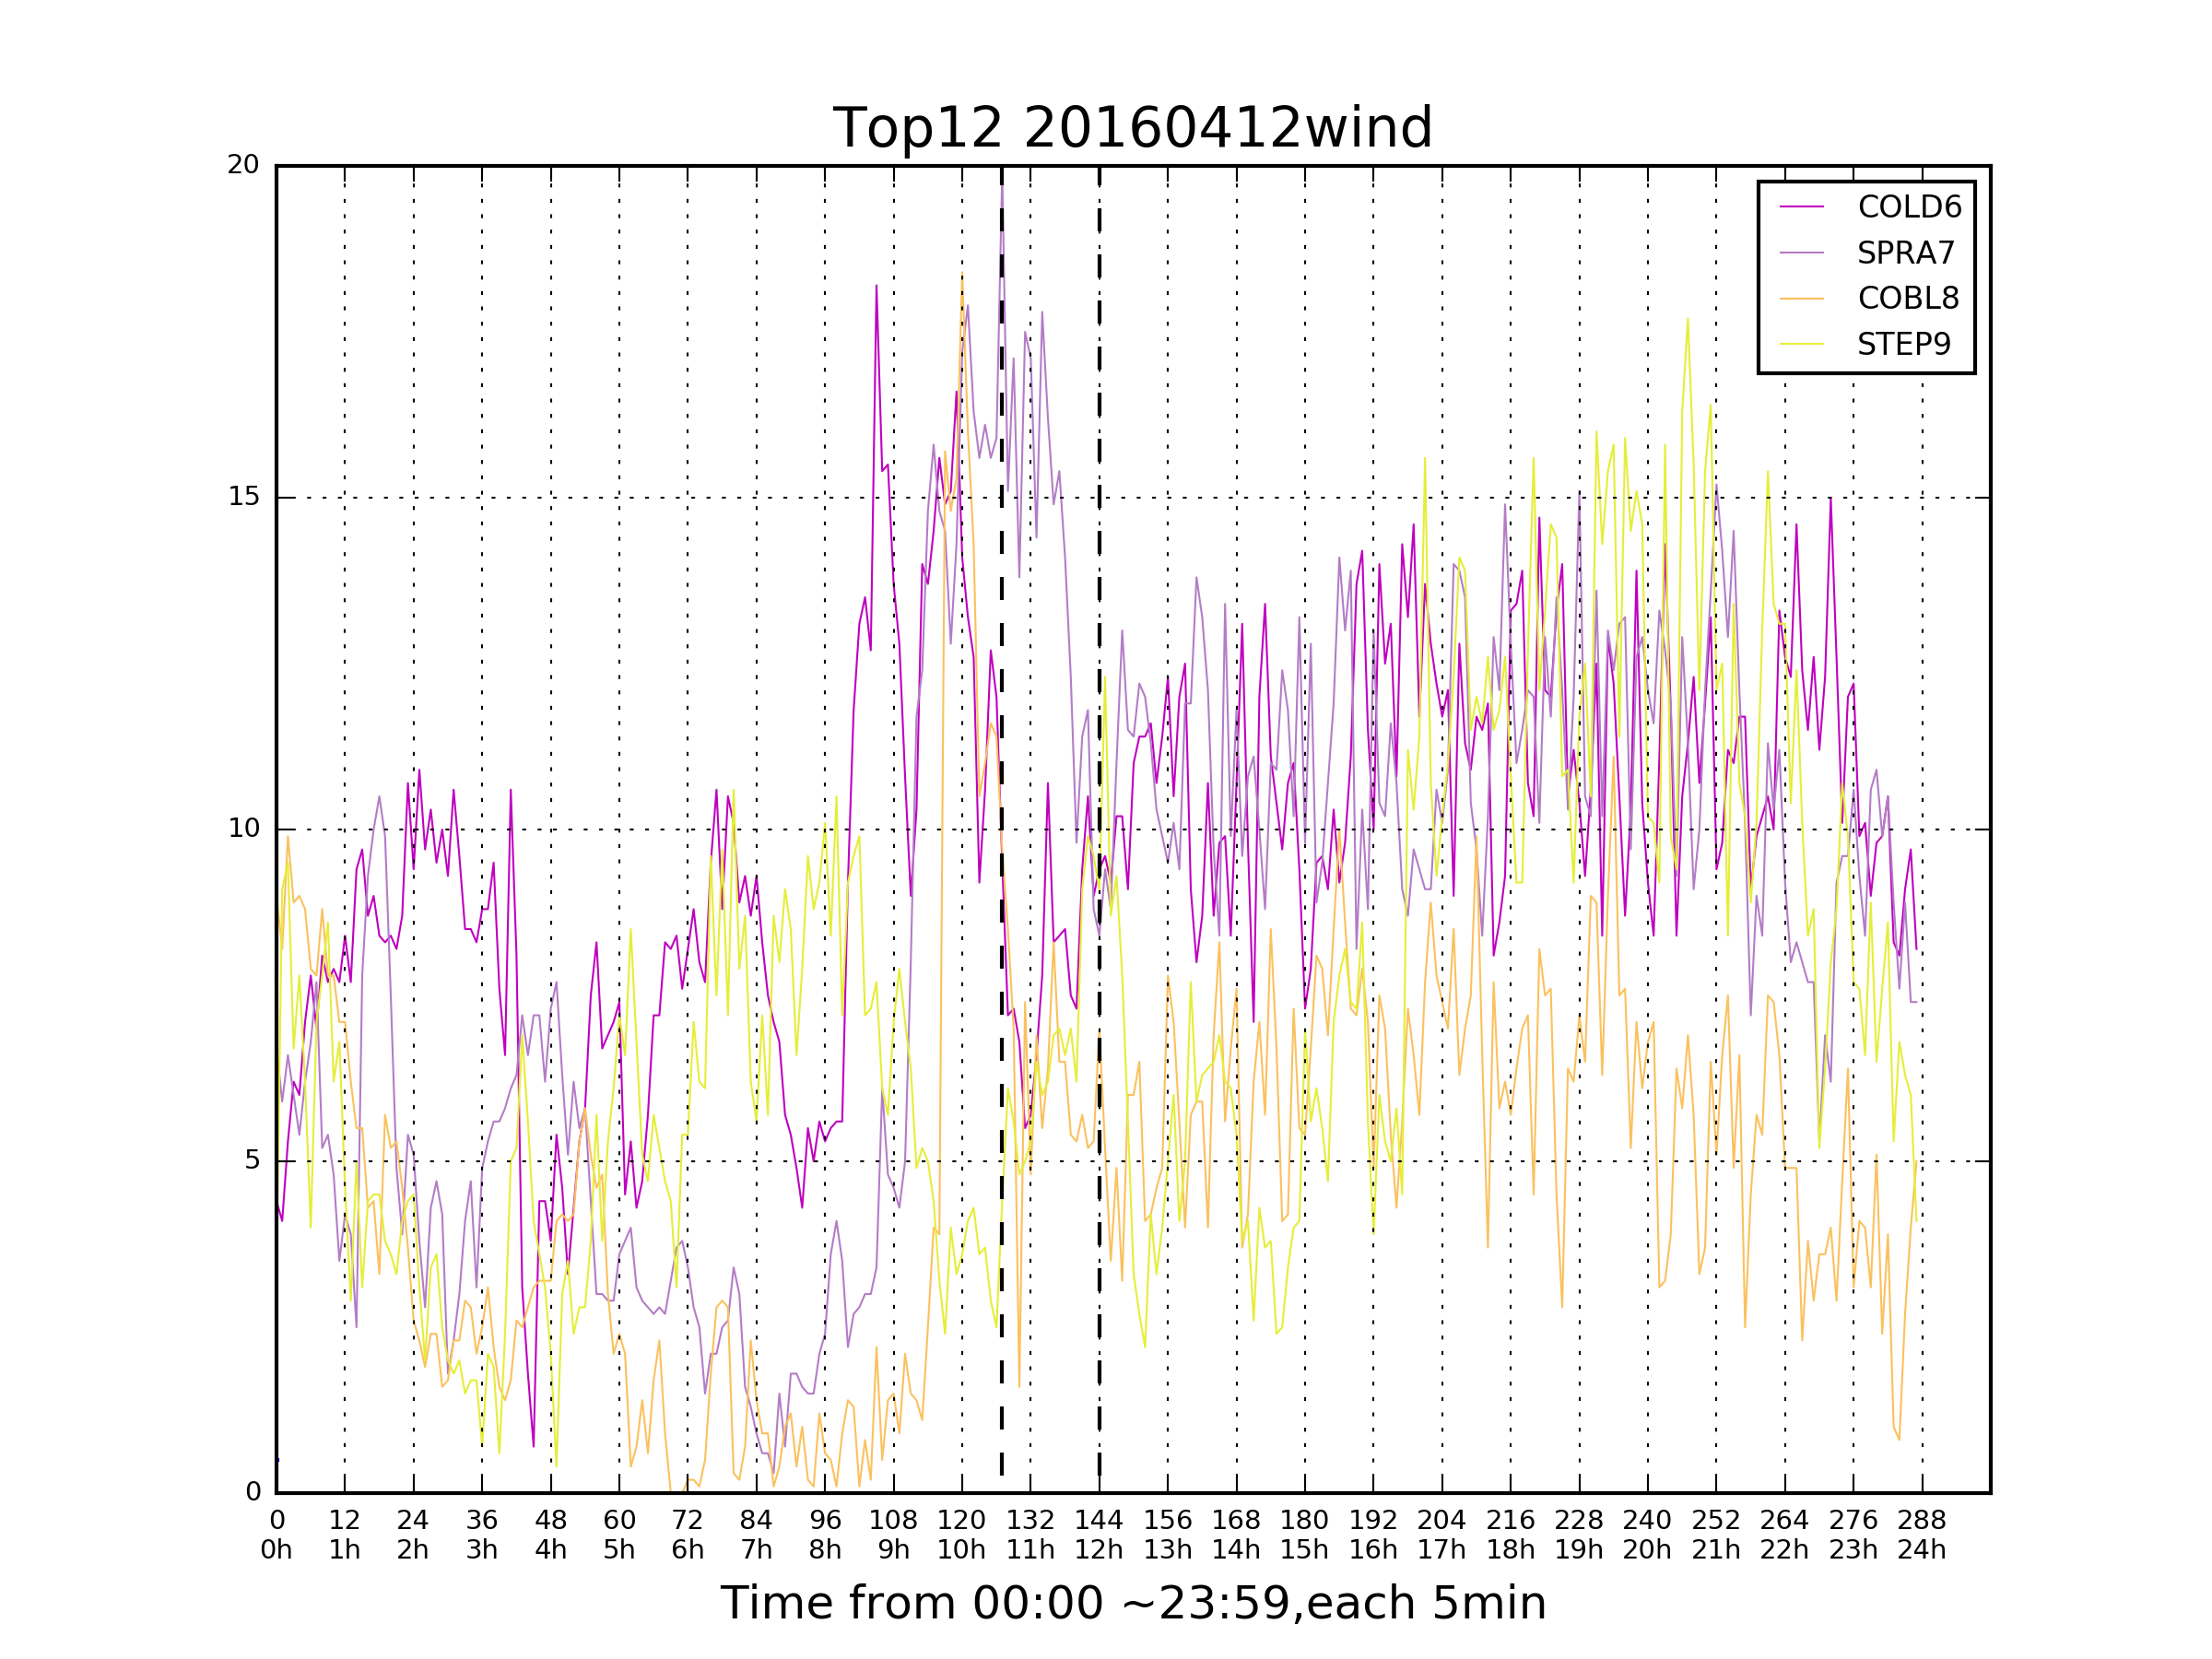 Top12 20160412wind
20
15
10
5
0
COLD6
SPRA7
COBL8
STEP9
0 12 24 36 48 60 72 84 96 108 120 132 144 156 168 180 192 204 216 228 240 252 264 276 288
0h 1h 2h 3h 4h 5h 6h 7h 8h 9h 10h 11h 12h 13h 14h 15h 16h 17h 18h 19h 20h 21h 22h 23h 24h
Time from 00:00 ~23:59,each 5min